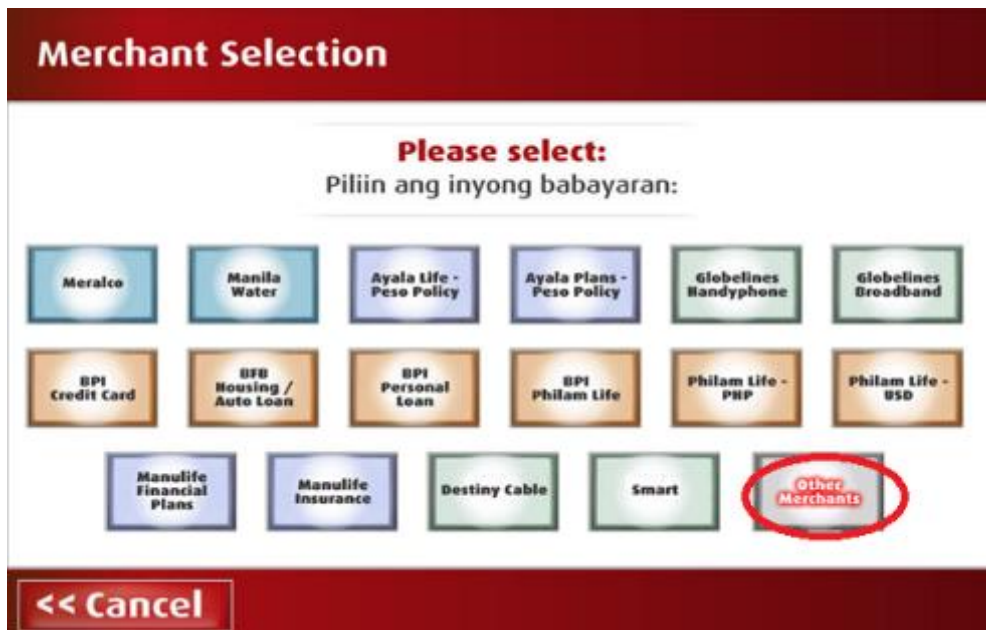 Merchant Selection
Please select:
Piliin ang inyong babayaran:
Meralco
Manila
Water
Ayala Life -
Peso Policy
Ayala Plans -
Peso Policy
Globelines
Handyphone
Globelines
Broadband
BPI
Credit Card
BFB
Housing /
Auto Loan
BPI
Personal
Loan
BPI
Philam Life
Philam Life -
PHP
Philam Life -
USD
Manulife
Financial
Plans
Manulife
Insurance
Destiny Cable
Smart
Other
Merchants
<< Cancel